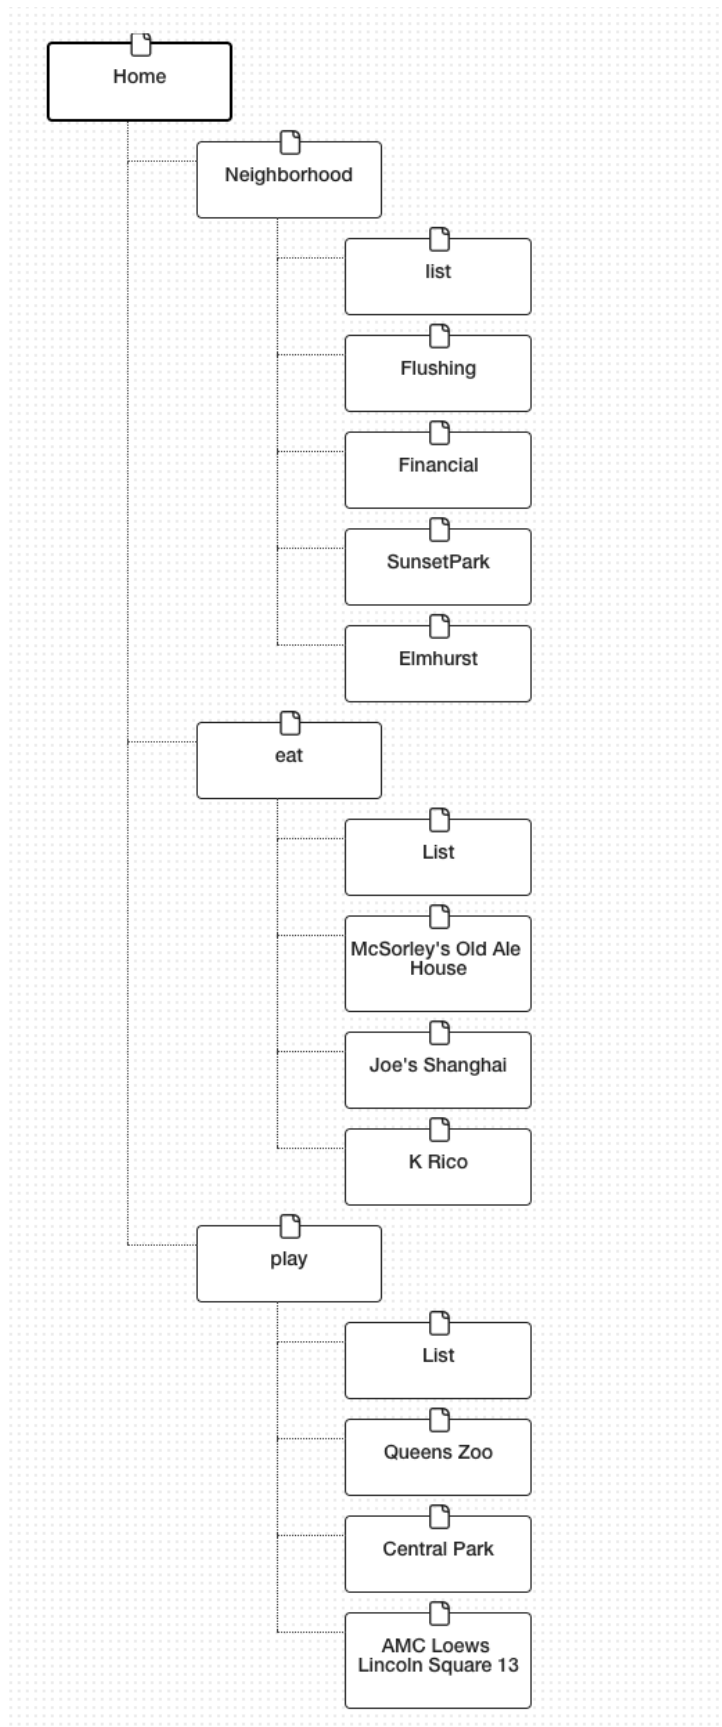 Home
Neighborhood
list
Flushing
Financial
SunsetPark
Elmhurst
eat
List
McSorley's Old Ale
House
Joe's Shanghai
K Rico
play
List
Queens Zoo
Central Park
AMC Loews
Lincoln Square 13